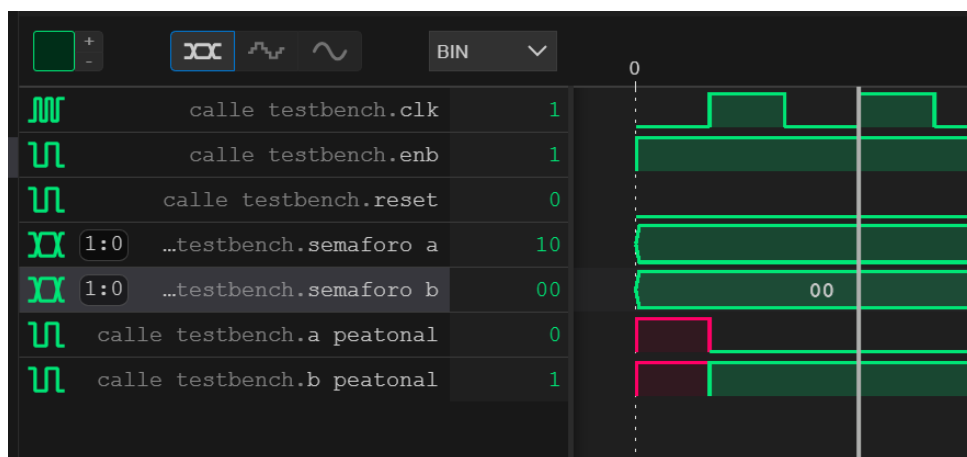 +
-
BIN
0
calle testbench.clk 1
calle testbench.enb 1
calle testbench.reset 0
1:0 …testbench.semaforo a 10
1:0 …testbench.semaforo b 00 00
calle testbench.a peatonal 0
calle testbench.b peatonal 1